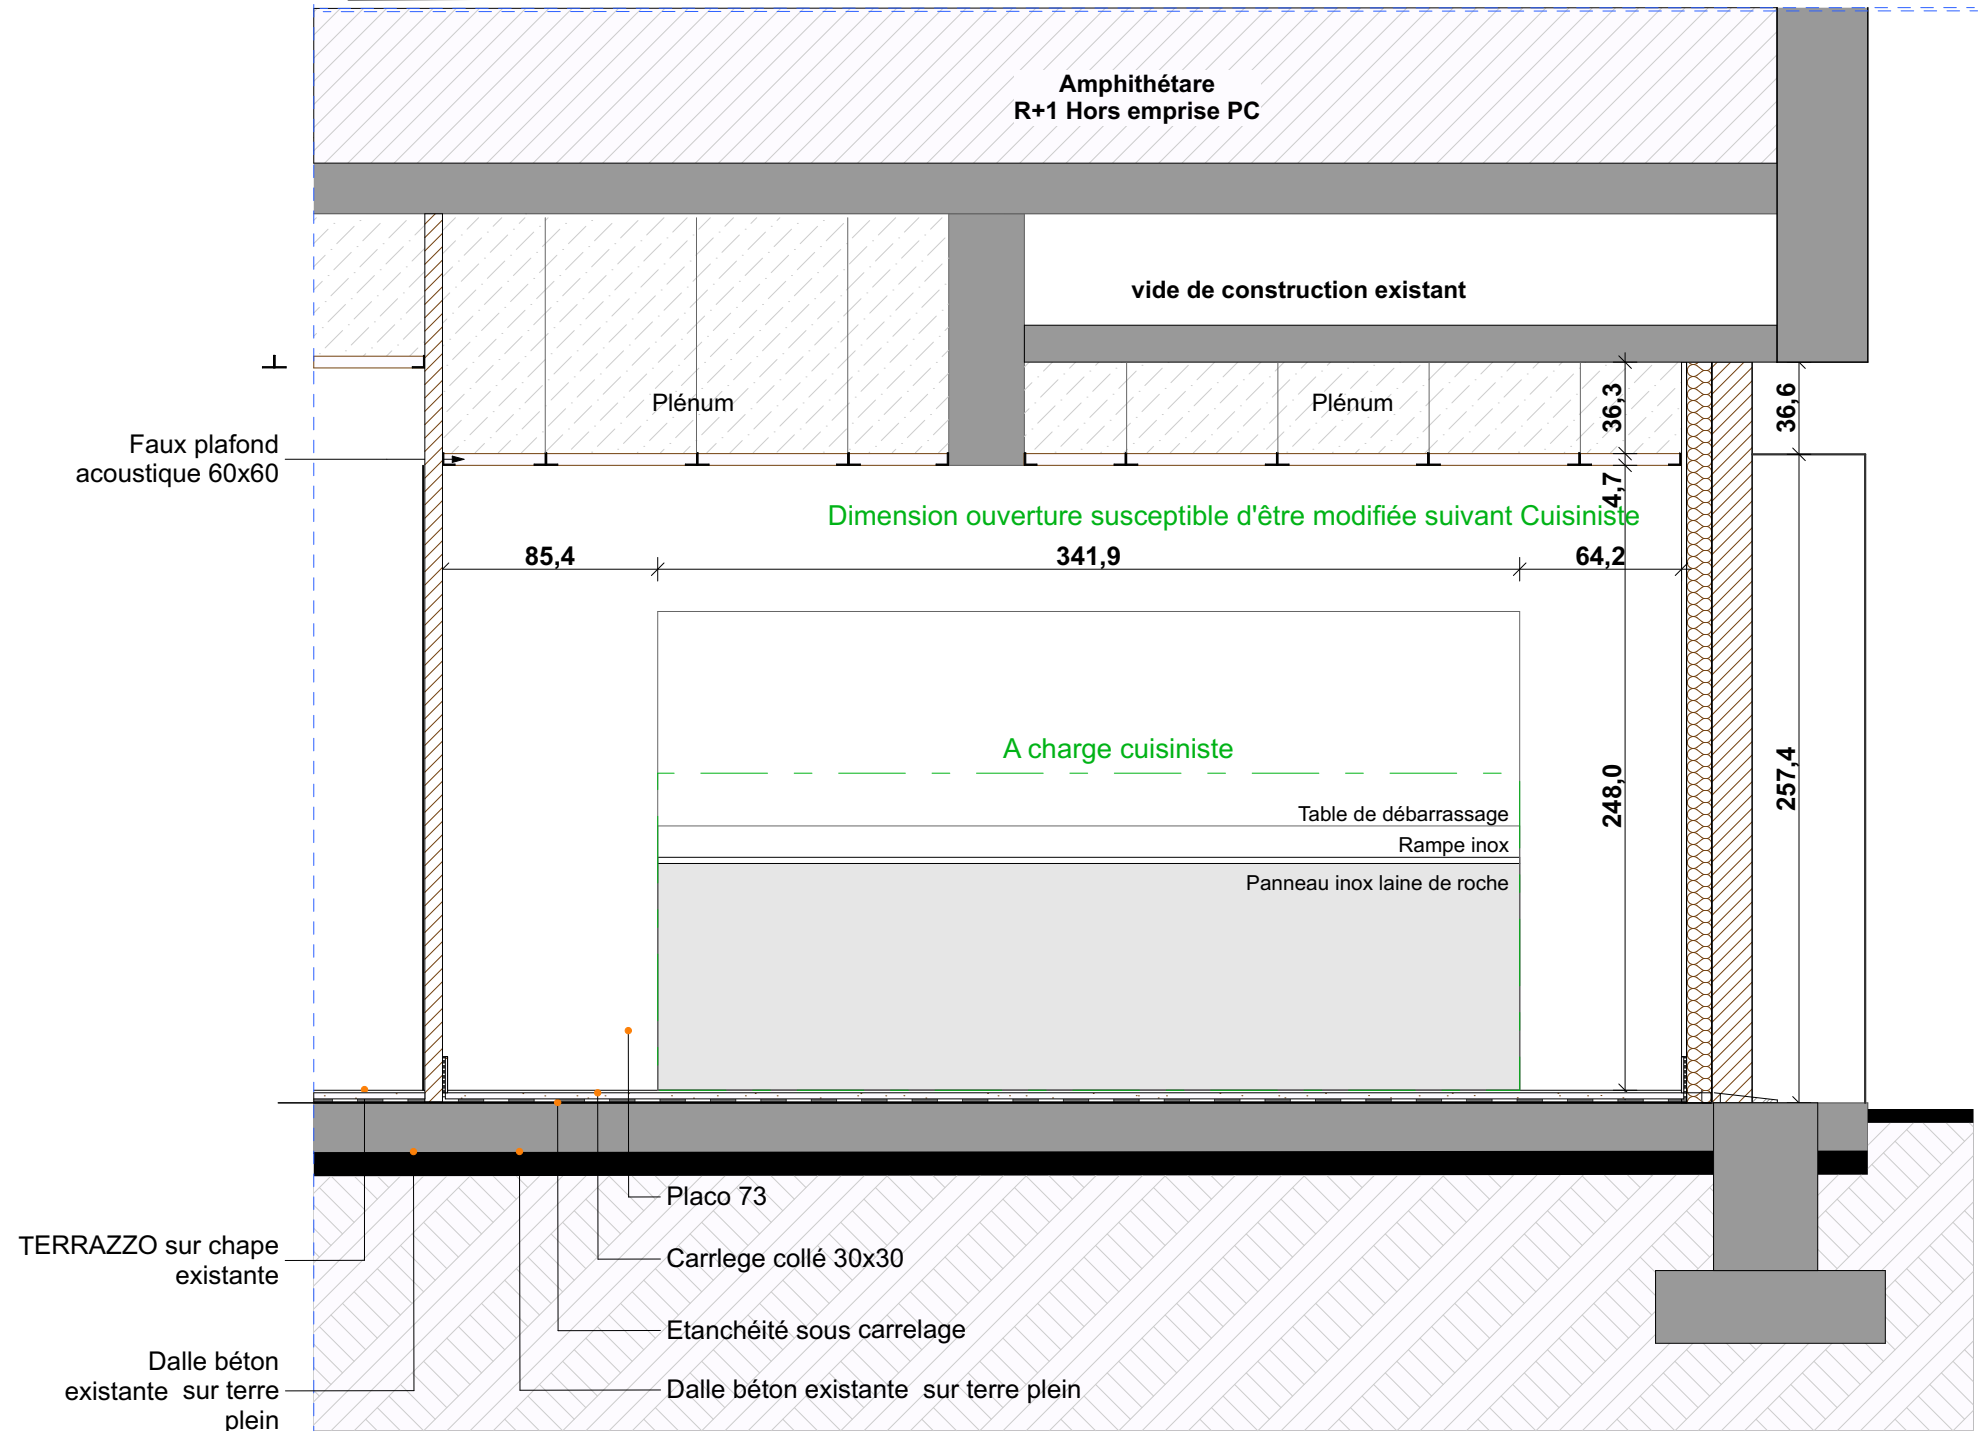 Amphithétare
R+1 Hors emprise PC
vide de construction existant
Plénum
Plénum
36,3
36,6
Faux plafond
acoustique 60x60
4,7
Dimension ouverture susceptible d'être modifiée suivant Cuisiniste
85,4
341,9
64,2
A charge cuisiniste
248,0
257,4
Table de débarrassage
Rampe inox
Panneau inox laine de roche
Placo 73
TERRAZZO sur chape
existante
Carrlege collé 30x30
Etanchéité sous carrelage
Dalle béton
existante sur terre
plein
Dalle béton existante sur terre plein